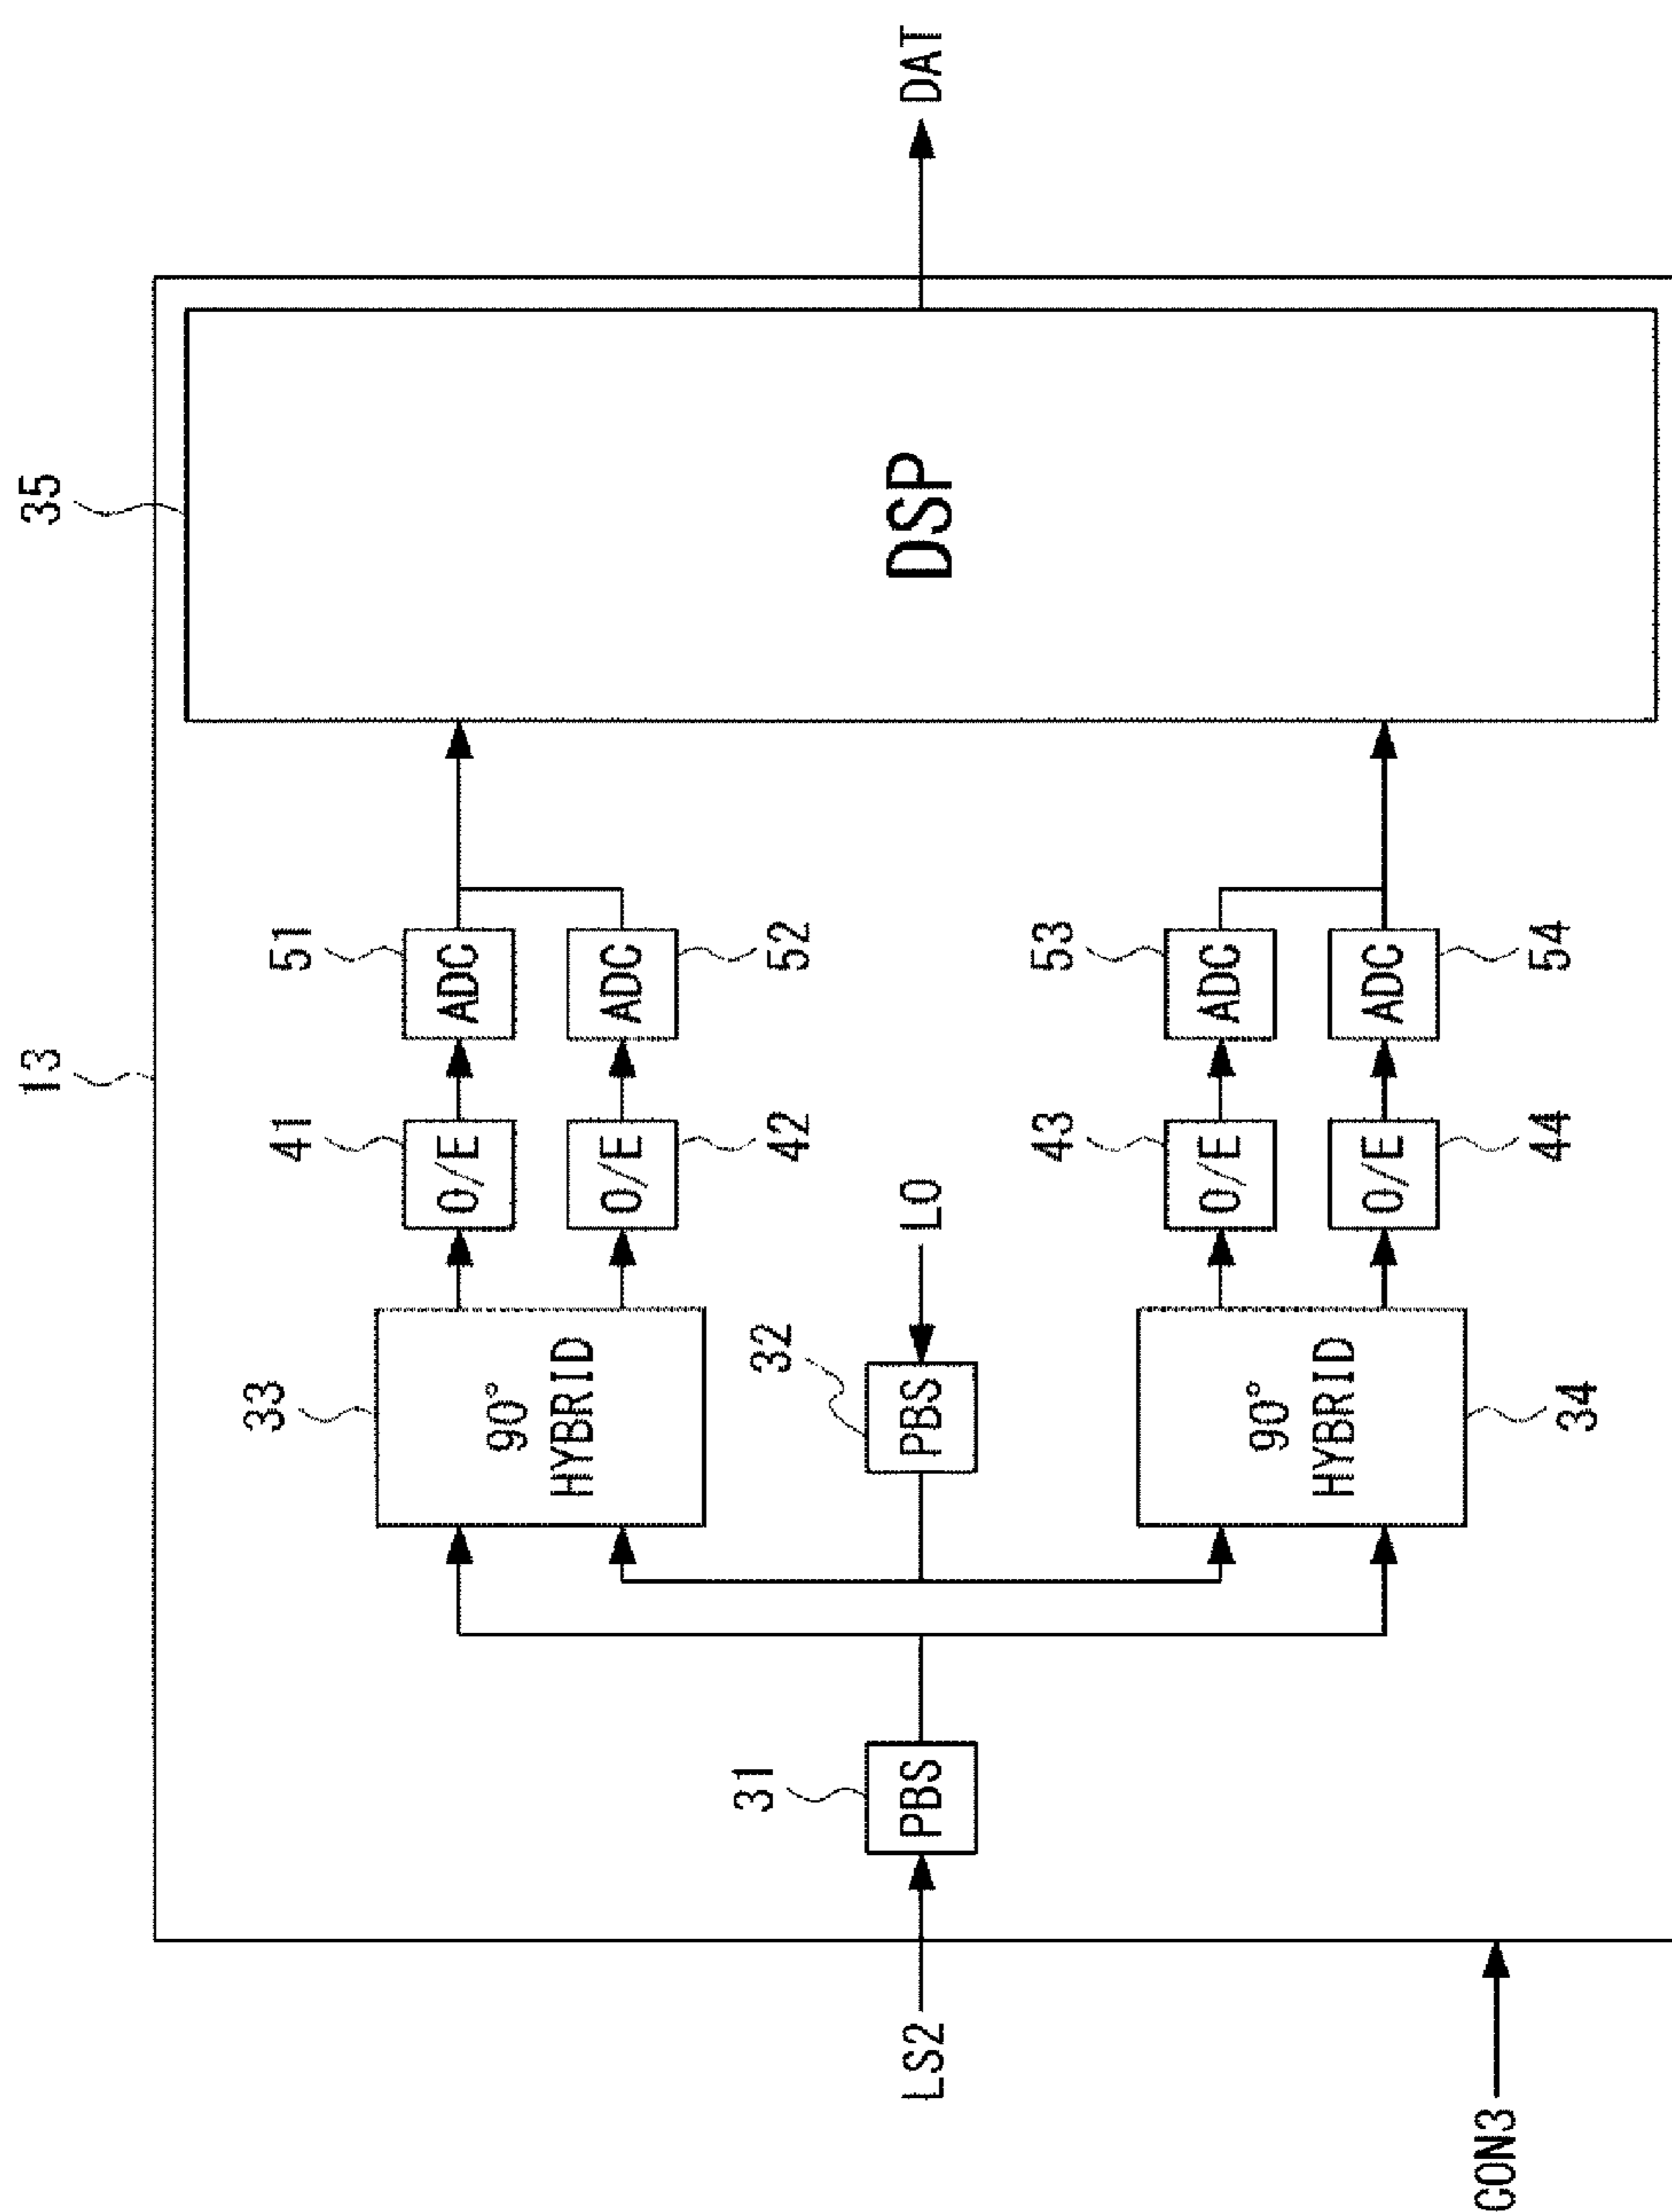 13
35
33
90°
HYBRID
41
O/E
51
ADC
42
O/E
52
ADC
DSP
DAT
LS2
31
PBS
32
PBS
LO
43
O/E
53
ADC
34
90°
HYBRID
44
O/E
54
ADC
CON3